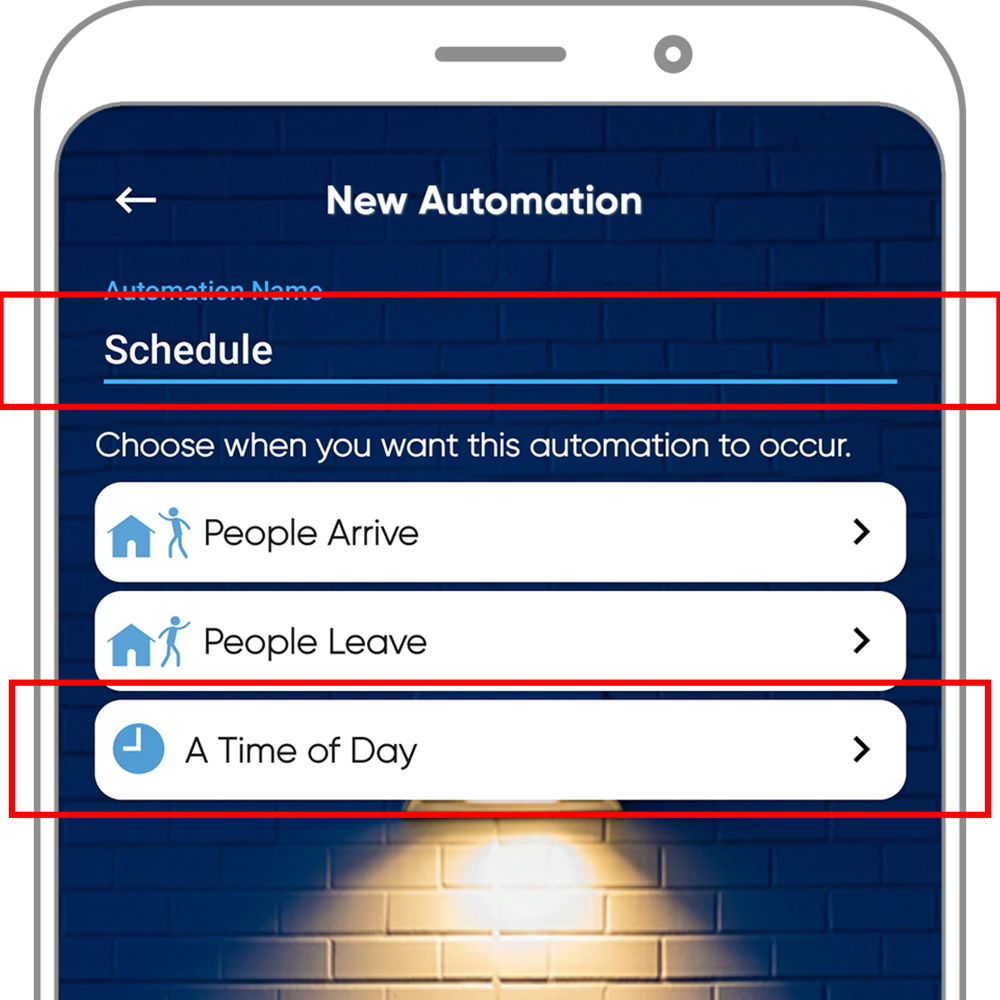 New Automation
Automation Name
Schedule
Choose when you want this automation to occur.
People Arrive
People Leave
A Time of Day